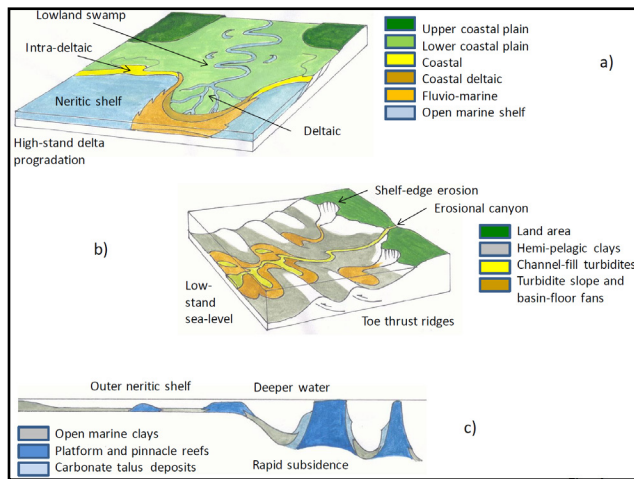 Lowland swamp
Intra-deltaic
Neritic shelf
Deltaic
High-stand delta
progradation
Upper coastal plain
Lower coastal plain
Coastal
Coastal deltaic
Fluvio-marine
Open marine shelf
a)
Shelf-edge erosion
Erosional canyon
b)
Low-
stand
sea-level
Toe thrust ridges
Land area
Hemi-pelagic clays
Channel-fill turbidites
Turbidite slope and
basin-floor fans
Outer neritic shelf
Deeper water
Open marine clays
Platform and pinnacle reefs
Carbonate talus deposits
Rapid subsidence
c)